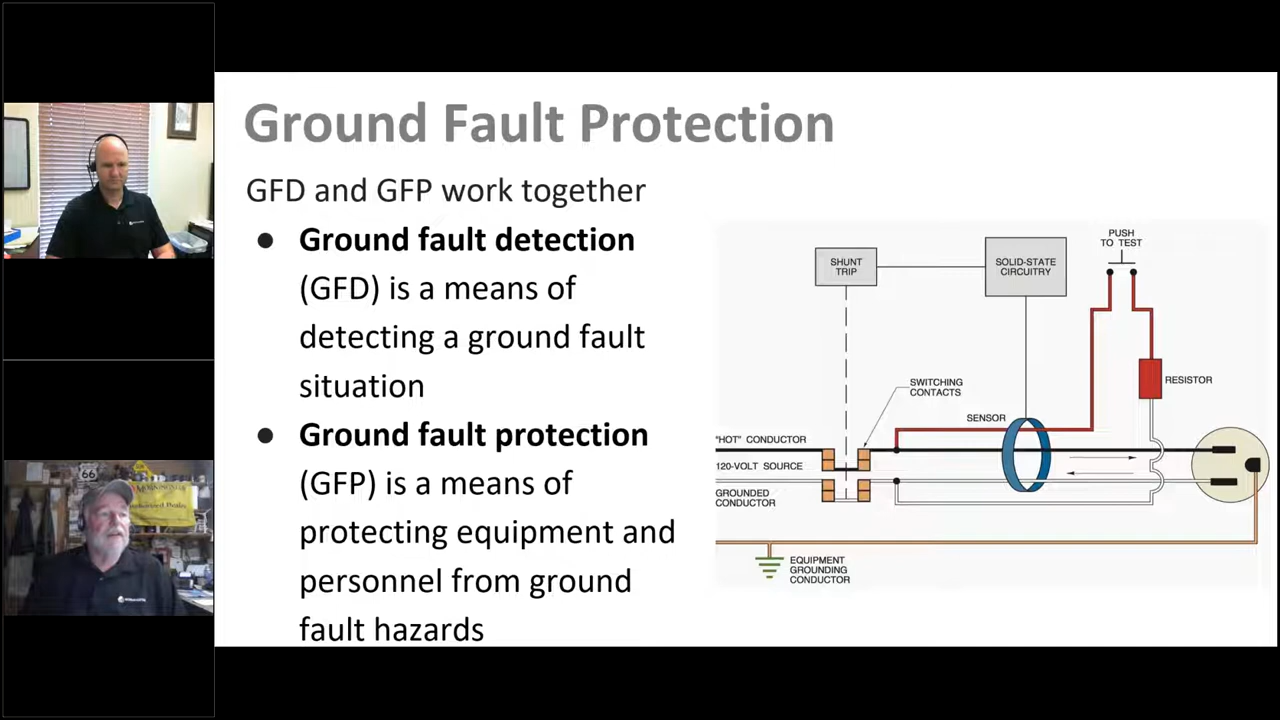 Ground Fault Protection
GFD and GFP work together
● Ground fault detection
(GFD) is a means of
detecting a ground fault
situation
● Ground fault protection
(GFP) is a means of
protecting equipment and
personnel from ground
fault hazards
PUSH
TO TEST
SHUNT
TRIP
SOLID-STATE
CIRCUITRY
RESISTOR
SWITCHING
CONTACTS
SENSOR
"HOT" CONDUCTOR
120-VOLT SOURCE
GROUNDED
CONDUCTOR
EQUIPMENT
GROUNDING
CONDUCTOR
66